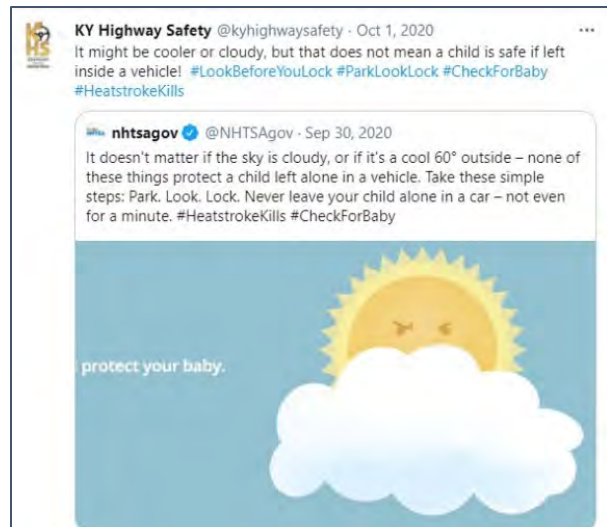 KY Highway Safety @kyhighwaysafety · Oct 1, 2020
It might be cooler or cloudy, but that does not mean a child is safe if left
inside a vehicle! #LookBeforeYouLock #ParkLookLock #CheckForBaby
#HeatstrokeKills
nhtsagov @NHTSAgov · Sep 30, 2020
It doesn't matter if the sky is cloudy, or if it's a cool 60° outside – none of
these things protect a child left alone in a vehicle. Take these simple
steps: Park. Look. Lock. Never leave your child alone in a car – not even
for a minute. #HeatstrokeKills #CheckForBaby
protect your baby.